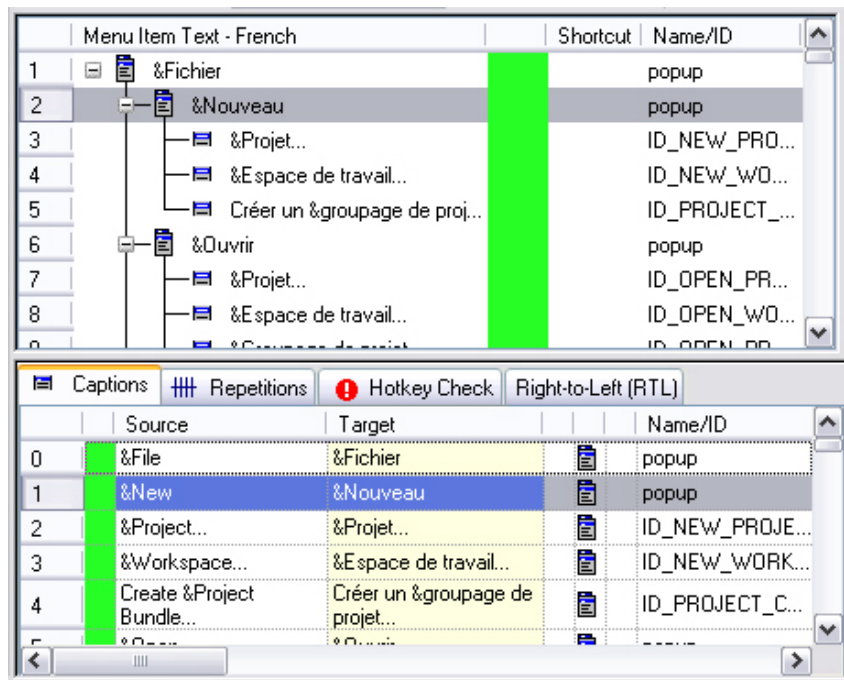 Menu Item Text - French Shortcut Name/ID
1 &Fichier popup
2 &Nouveau popup
3 &Projet... ID_NEW_PRO...
4 &Espace de travail... ID_NEW_WO...
5 Créer un &groupage de proj... ID_PROJECT_...
6 &Ouvrir popup
7 &Projet... ID_OPEN_PR...
8 &Espace de travail... ID_OPEN_WO...
Captions Repetitions Hotkey Check Right-to-Left (RTL)
Source Target Name/ID
0 &File &Fichier popup
1 &New &Nouveau popup
2 &Project... &Projet... ID_NEW_PROJE...
3 &Workspace... &Espace de travail... ID_NEW_WORK...
4 Create &Project Bundle... Créer un &groupage de projet... ID_PROJECT_C...